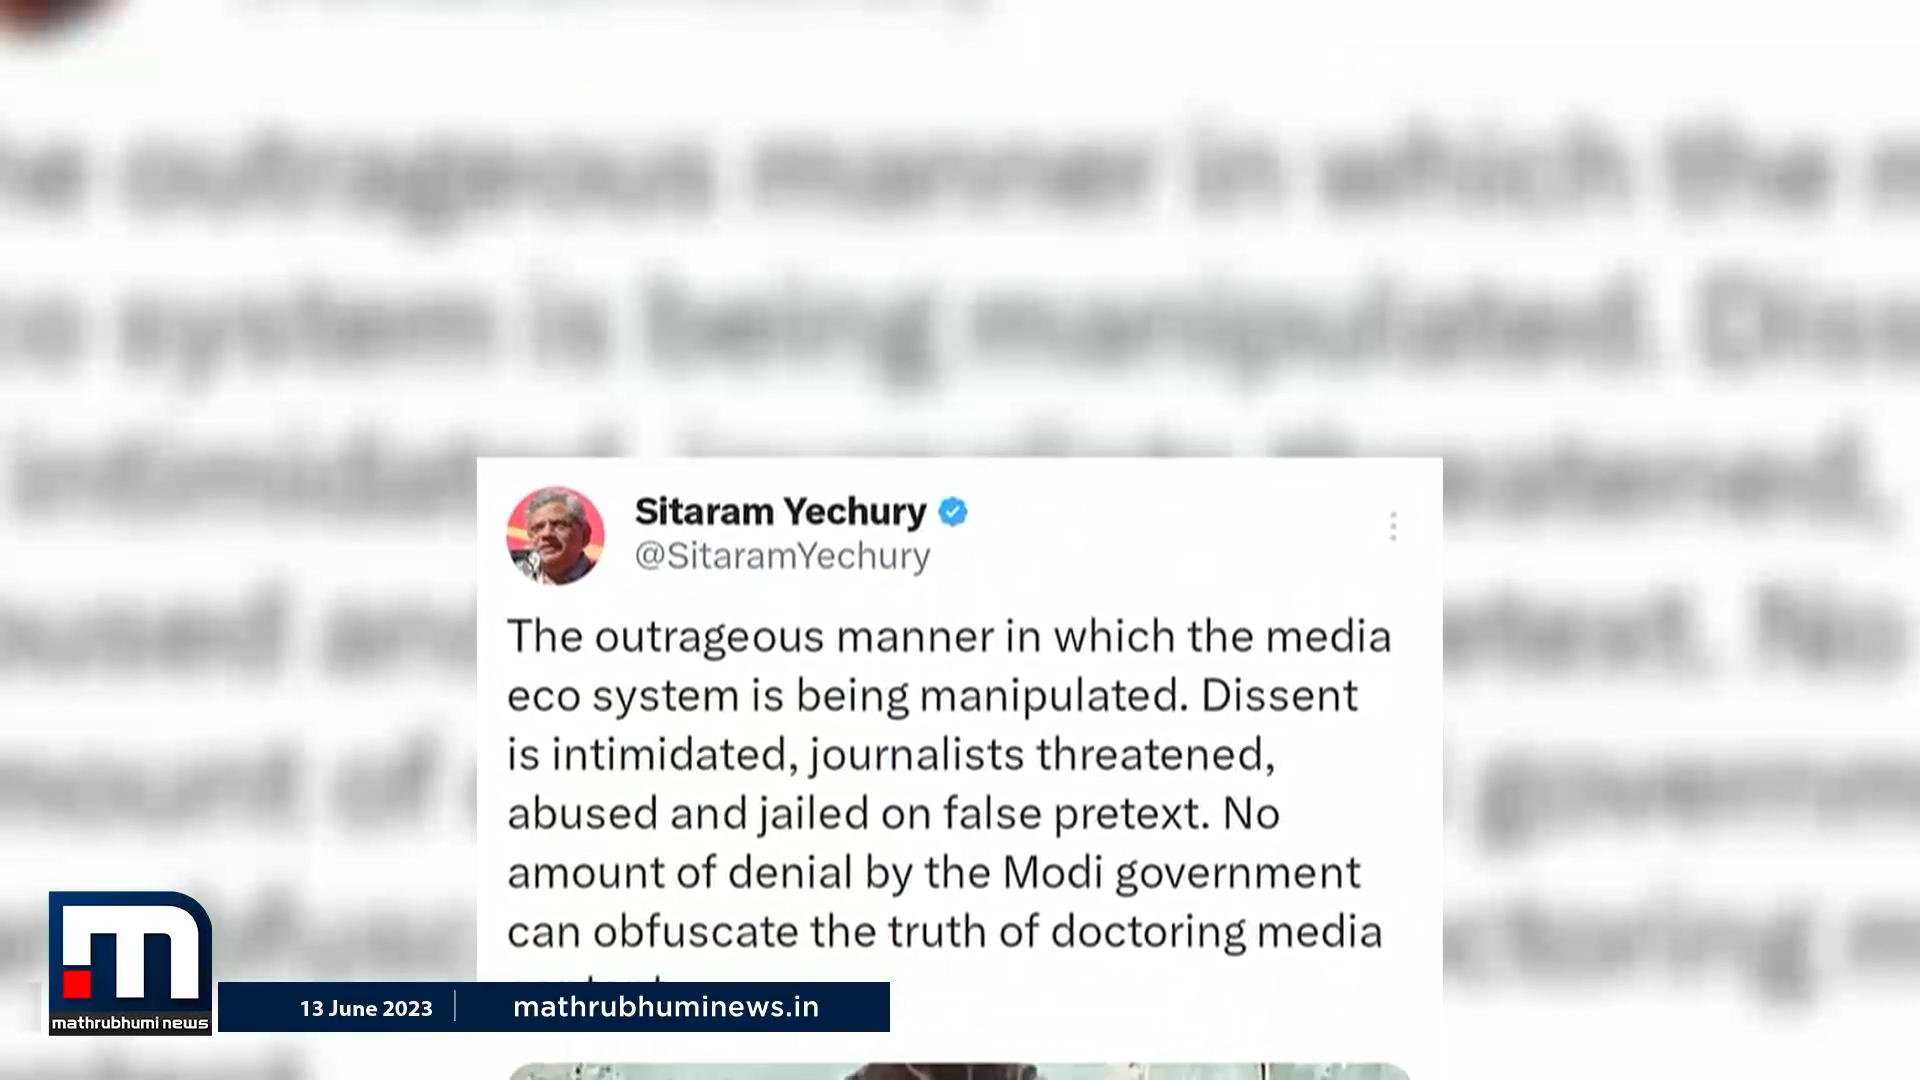 Sitaram Yechury
@SitaramYechury
The outrageous manner in which the media
eco system is being manipulated. Dissent
is intimidated, journalists threatened,
abused and jailed on false pretext. No
amount of denial by the Modi government
can obfuscate the truth of doctoring media
mathrubhumi news
13 June 2023
mathrubhuminews.in